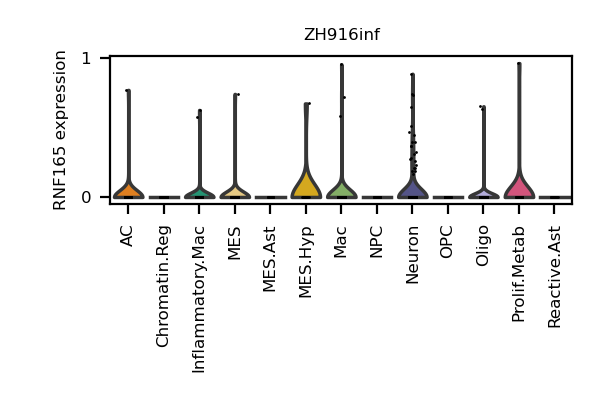 ZH916inf
RNF165 expression
1
0
AC
Chromatin.Reg
Inflammatory.Mac
MES
MES.Ast
MES.Hyp
Mac
NPC
Neuron
OPC
Oligo
Prolif.Metab
Reactive.Ast